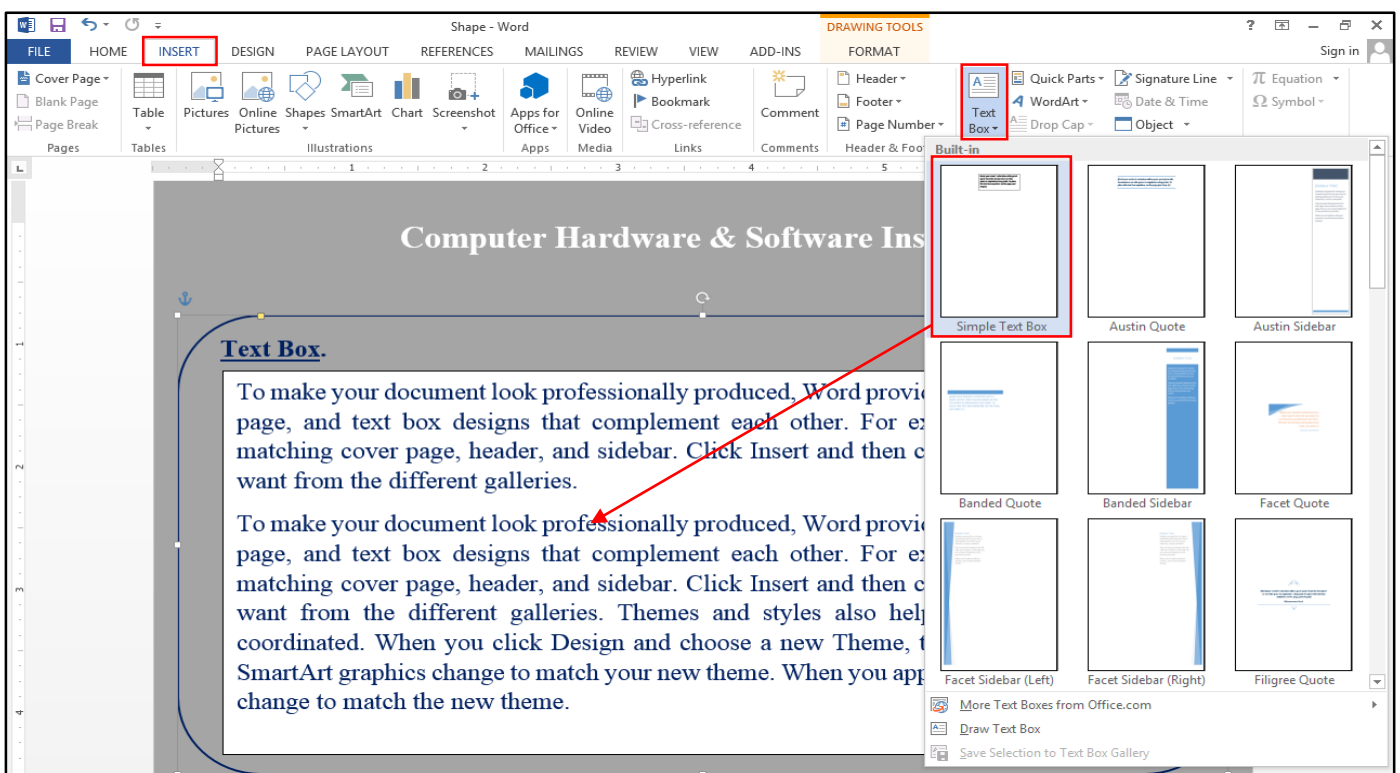 Shape - Word
DRAWING TOOLS
Sign in
FILE HOME INSERT DESIGN PAGE LAYOUT REFERENCES MAILINGS REVIEW VIEW ADD-INS FORMAT
Cover Page
Blank Page
Page Break
Pages
Table
Tables
Pictures
Online Pictures
Shapes
SmartArt
Chart
Screenshot
Illustrations
Apps for Office
Apps
Online Video
Media
Hyperlink
Bookmark
Cross-reference
Links
Comment
Comments
Header
Footer
Page Number
Header & Foo
Text Box
Quick Parts
WordArt
Drop Cap
Signature Line
Date & Time
Object
Equation
Symbol
1 2 3 4 5
1
2
3
4
Computer Hardware & Software Ins
Text Box.
To make your document look professionally produced, Word provi
page, and text box designs that complement each other. For ex
matching cover page, header, and sidebar. Click Insert and then c
want from the different galleries.
To make your document look professionally produced, Word provi
page, and text box designs that complement each other. For ex
matching cover page, header, and sidebar. Click Insert and then c
want from the different galleries. Themes and styles also hel
coordinated. When you click Design and choose a new Theme, t
SmartArt graphics change to match your new theme. When you app
change to match the new theme.
Built-in
Simple Text Box
Austin Quote
Austin Sidebar
Banded Quote
Banded Sidebar
Facet Quote
Facet Sidebar (Left)
Facet Sidebar (Right)
Filigree Quote
More Text Boxes from Office.com
Draw Text Box
Save Selection to Text Box Gallery